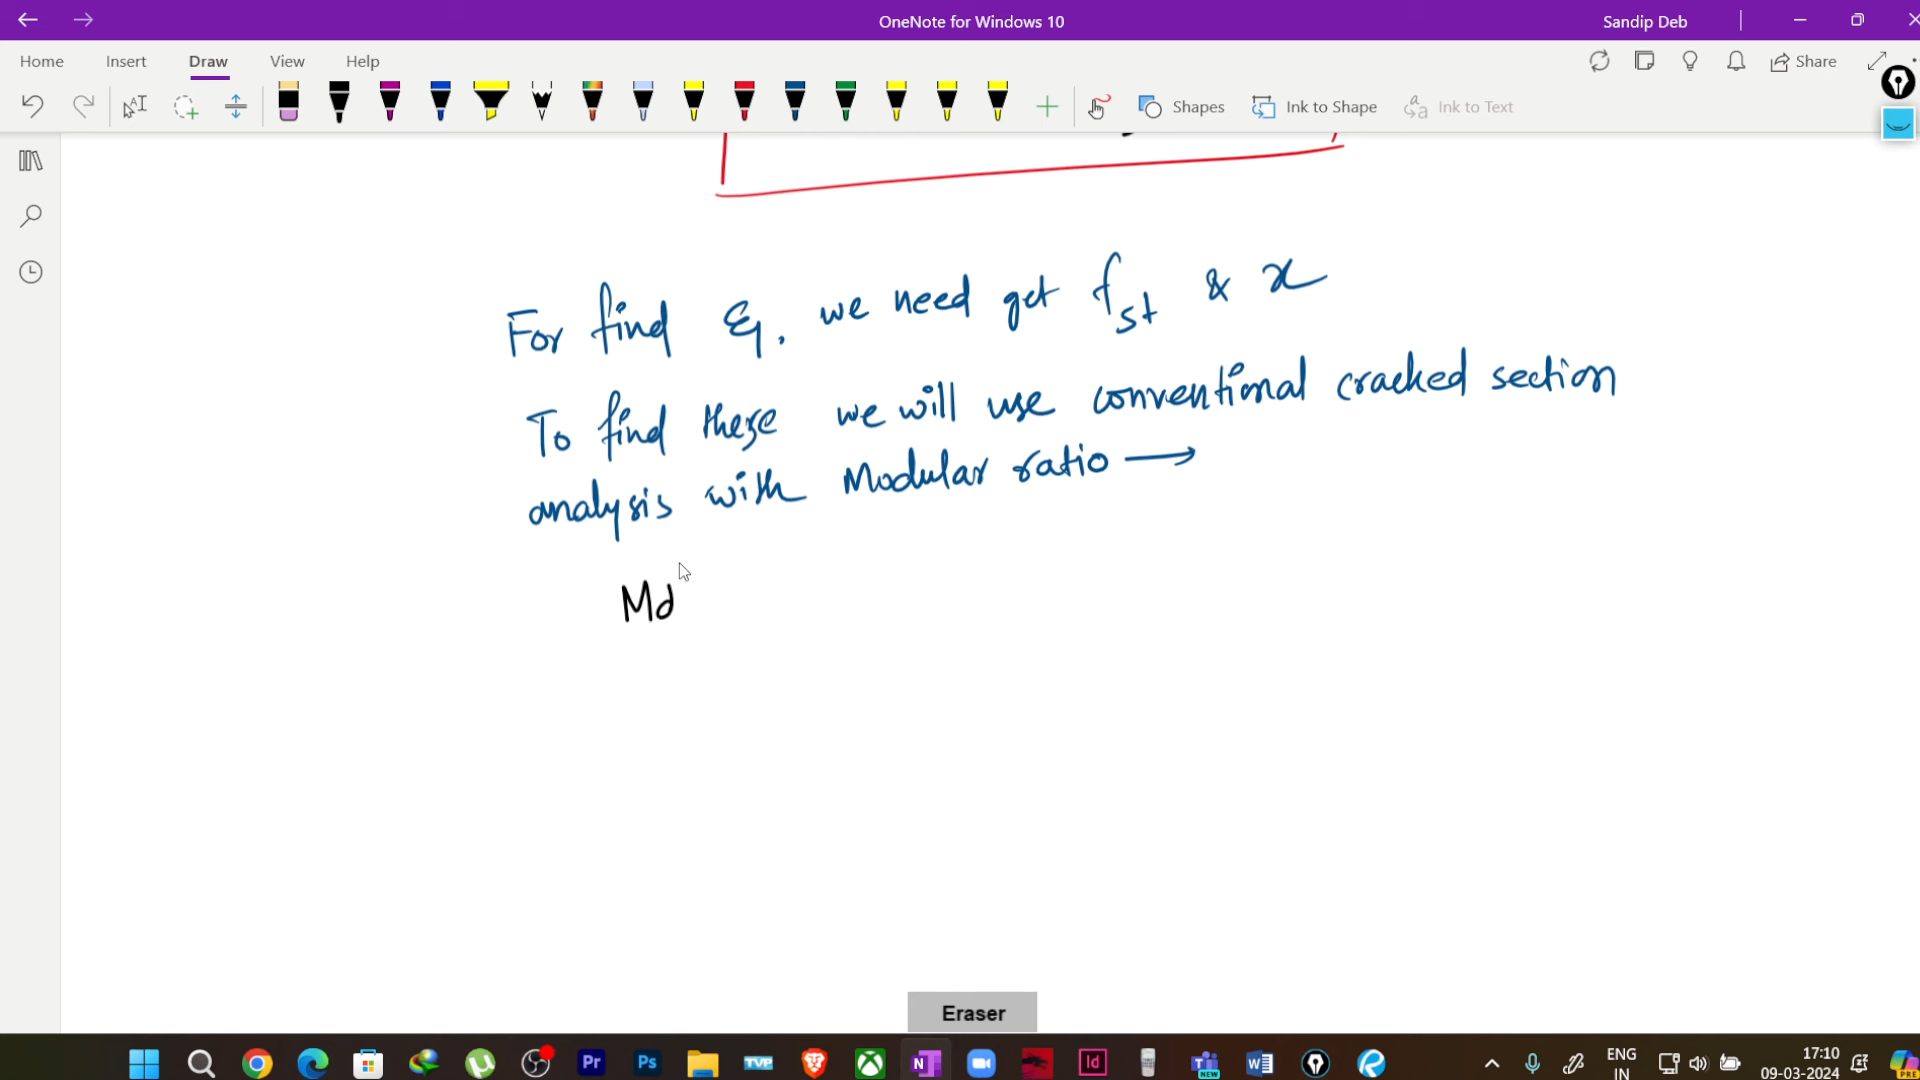 OneNote for Windows 10
Sandip Deb
Home Insert Draw View Help
Share
Shapes Ink to Shape Ink to Text
For find ε1, we need get fst & x
To find these we will use conventional cracked section
analysis with Modular ratio →
Md
Eraser
ENG
IN
17:10
09-03-2024